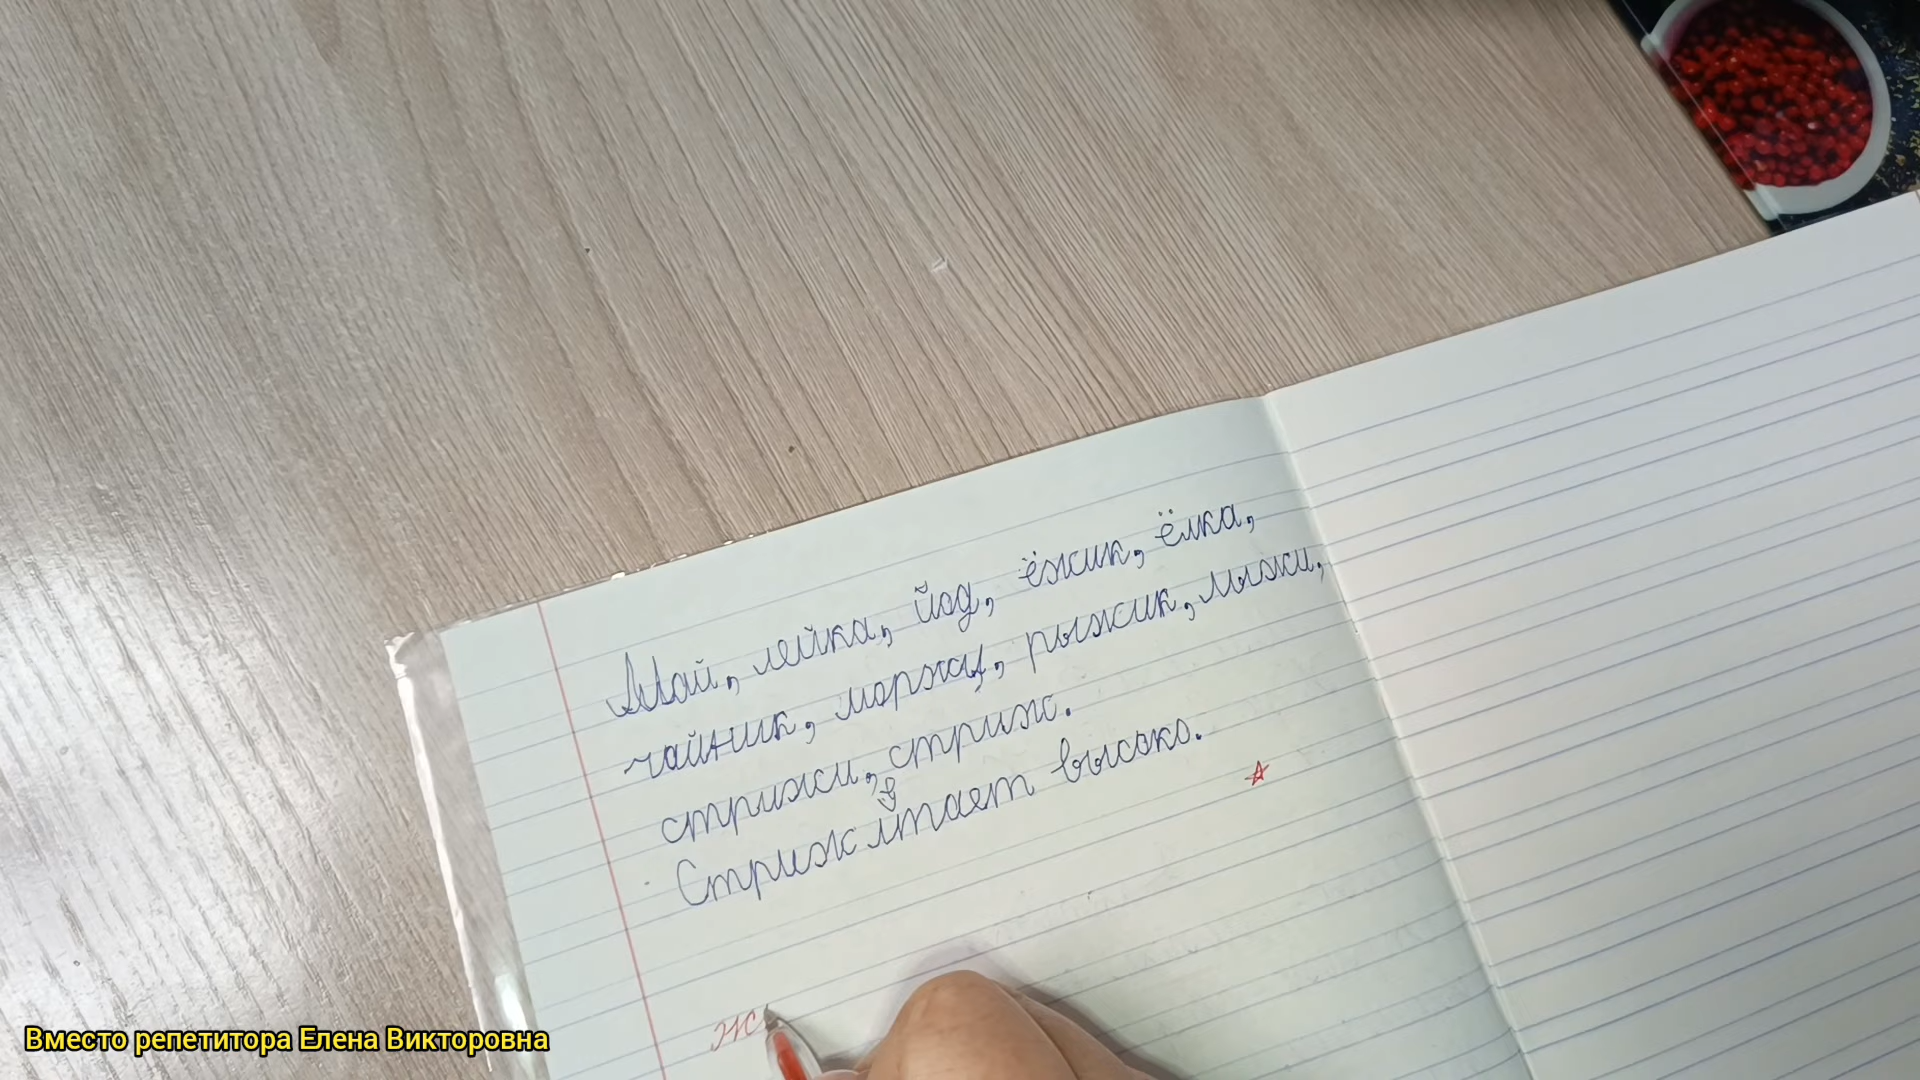 Май, лейка, йод, ёжик, ёлка,
чайник, моржи, рыжик, лыжи,
стрижи, стриж.
Стриж летает высоко.
ж
Вместо репетитора Елена Викторовна